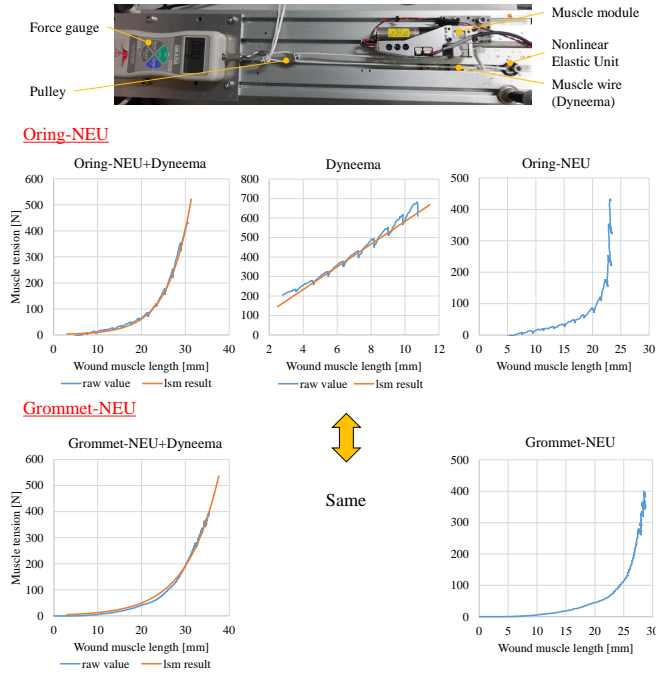 Force gauge
Pulley
Muscle module
Nonlinear
Elastic Unit
Muscle wire
(Dyneema)
Oring-NEU
Oring-NEU+Dyneema
Muscle tension [N]
600
500
400
300
200
100
0
0 10 20 30 40
Wound muscle length [mm]
raw value lsm result
Dyneema
800
700
600
500
400
300
200
100
0
2 4 6 8 10 12
Wound muscle length [mm]
raw value lsm result
Oring-NEU
500
400
300
200
100
0
0 5 10 15 20 25 30
Wound muscle length [mm]
Grommet-NEU
Grommet-NEU+Dyneema
Muscle tension [N]
600
500
400
300
200
100
0
0 10 20 30 40
Wound muscle length [mm]
raw value lsm result
Same
Grommet-NEU
500
400
300
200
100
0
0 5 10 15 20 25 30
Wound muscle length [mm]